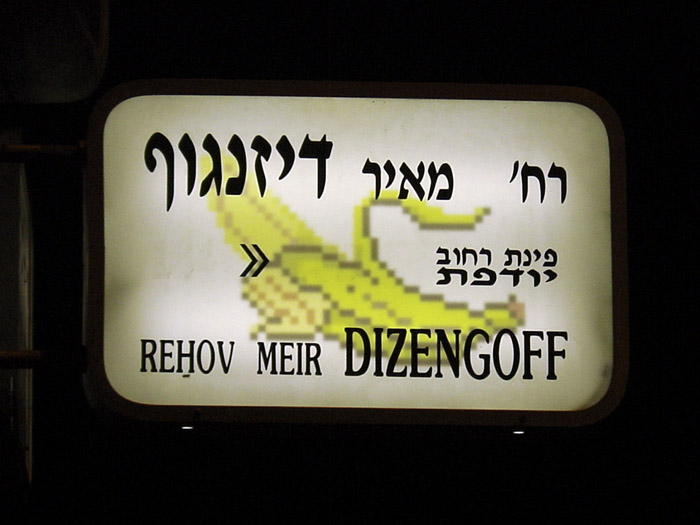 רח' מאיר דיזנגוף
פינת רחוב
יודפת
»
REHOV MEIR DIZENGOFF